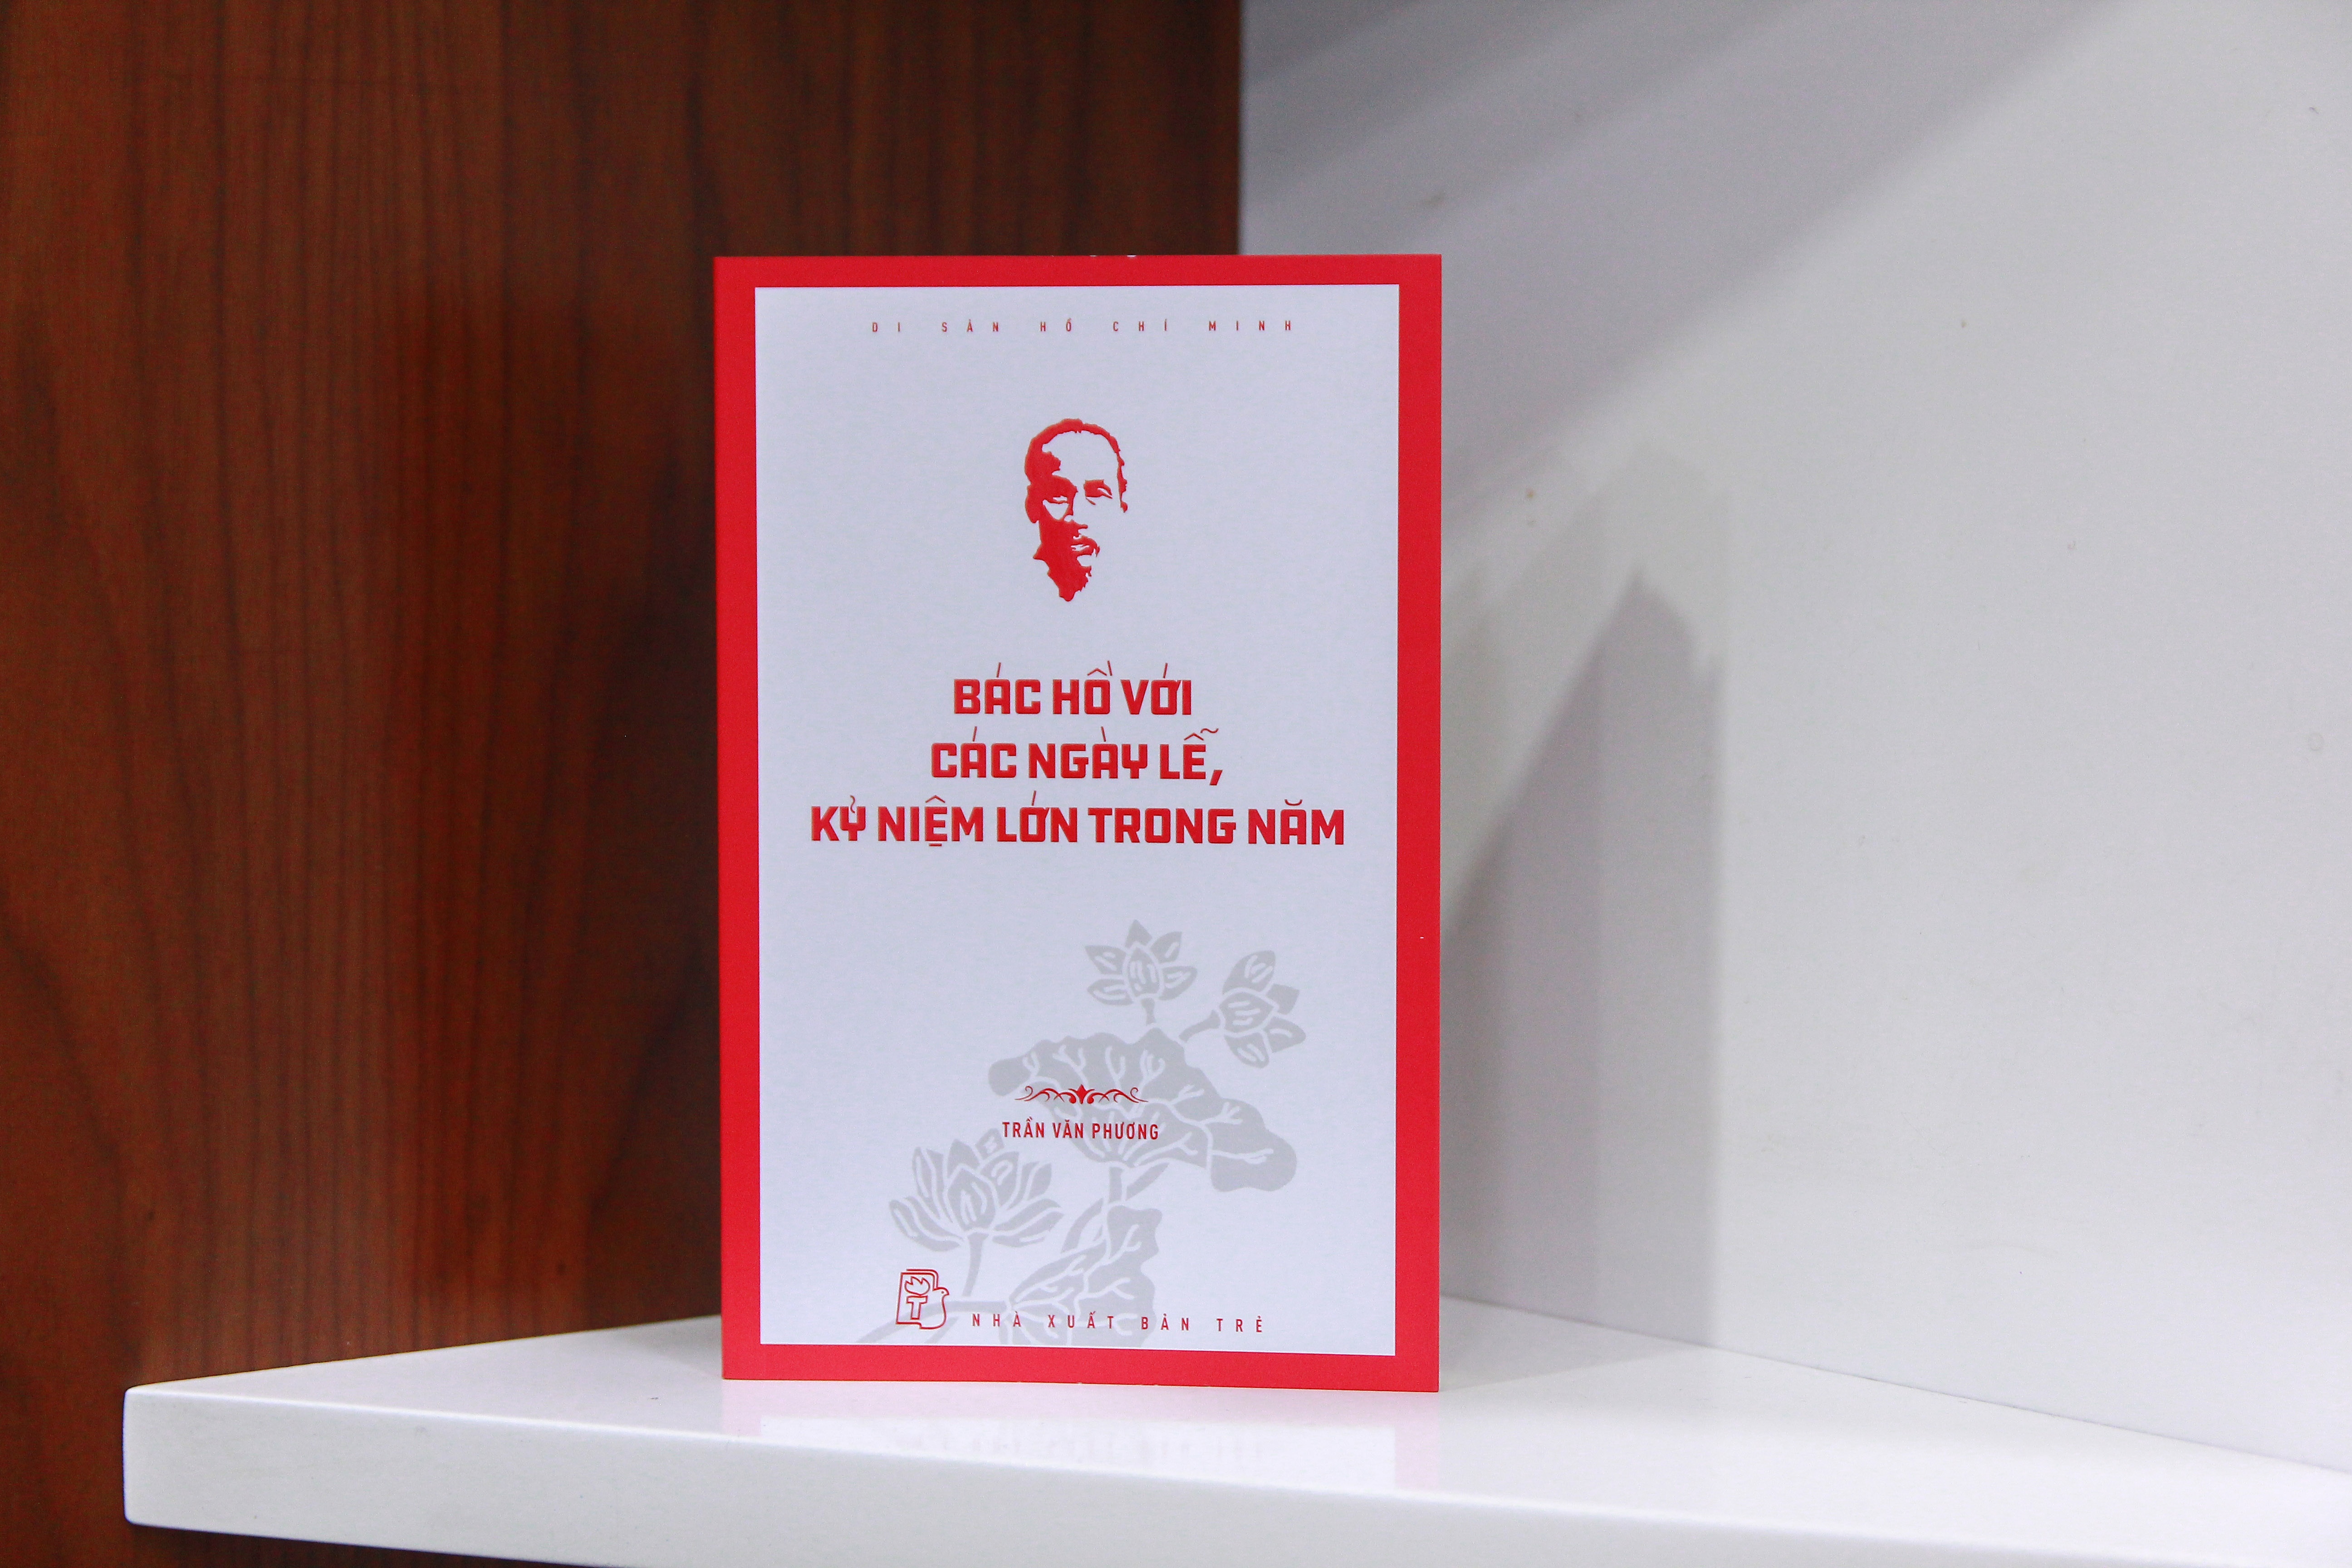 DI SẢN HỒ CHÍ MINH
BÁC HỒ VỚI
CÁC NGÀY LỄ,
KỶ NIỆM LỚN TRONG NĂM
TRẦN VĂN PHƯƠNG
T
NHÀ XUẤT BẢN TRẺ